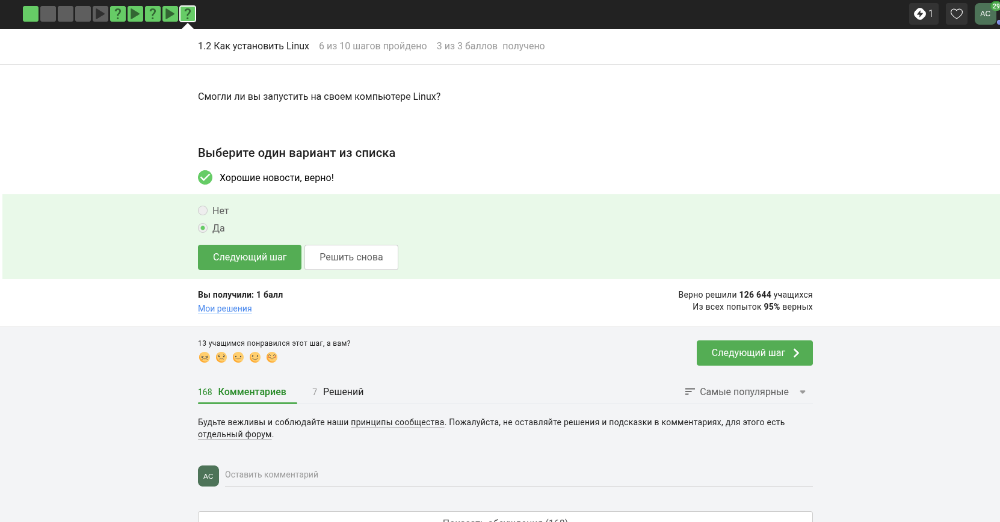 ? ? ?
1
AC
29
1.2 Как установить Linux 6 из 10 шагов пройдено 3 из 3 баллов получено
Смогли ли вы запустить на своем компьютере Linux?
Выберите один вариант из списка
Хорошие новости, верно!
Нет
Да
Следующий шаг Решить снова
Вы получили: 1 балл
Мои решения
Верно решили 126 644 учащихся
Из всех попыток 95% верных
13 учащимся понравился этот шаг, а вам?
Следующий шаг
168 Комментариев 7 Решений Самые популярные
Будьте вежливы и соблюдайте наши принципы сообщества. Пожалуйста, не оставляйте решения и подсказки в комментариях, для этого есть
отдельный форум.
AC Оставить комментарий
Показать обсуждения (168)